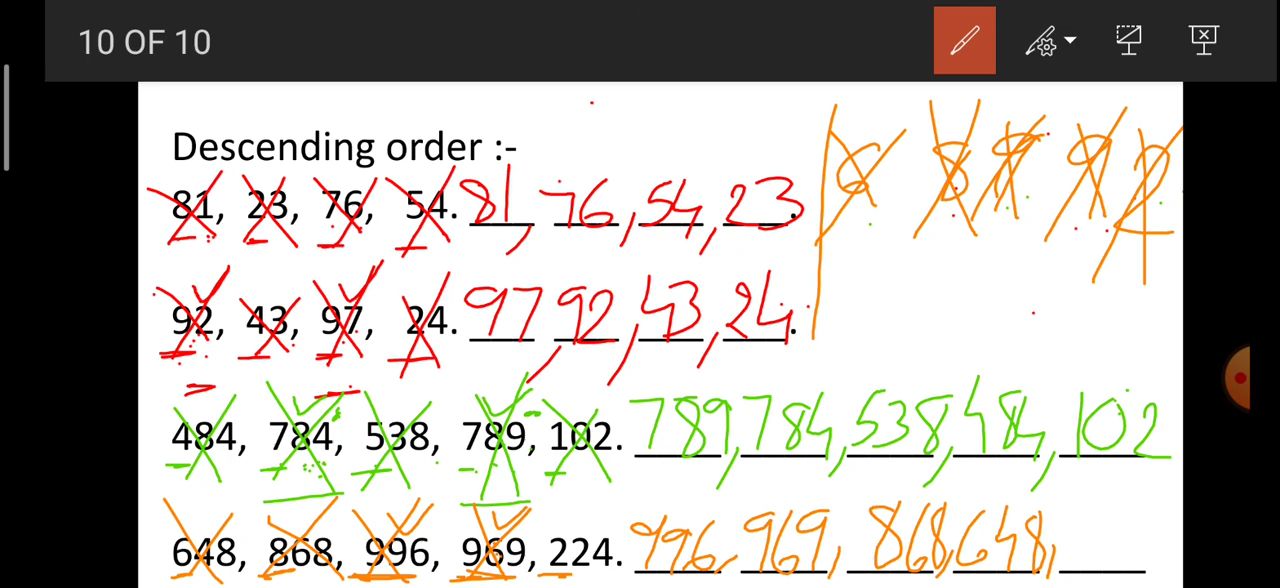 10 OF 10
Descending order :-
81, 23, 76, 54. 81, 76, 54, 23.
92, 43, 97, 24. 97, 92, 43, 24.
484, 784, 538, 789, 102. 789, 784, 538, 484, 102
648, 868, 996, 969, 224. 996, 969, 868, 648,